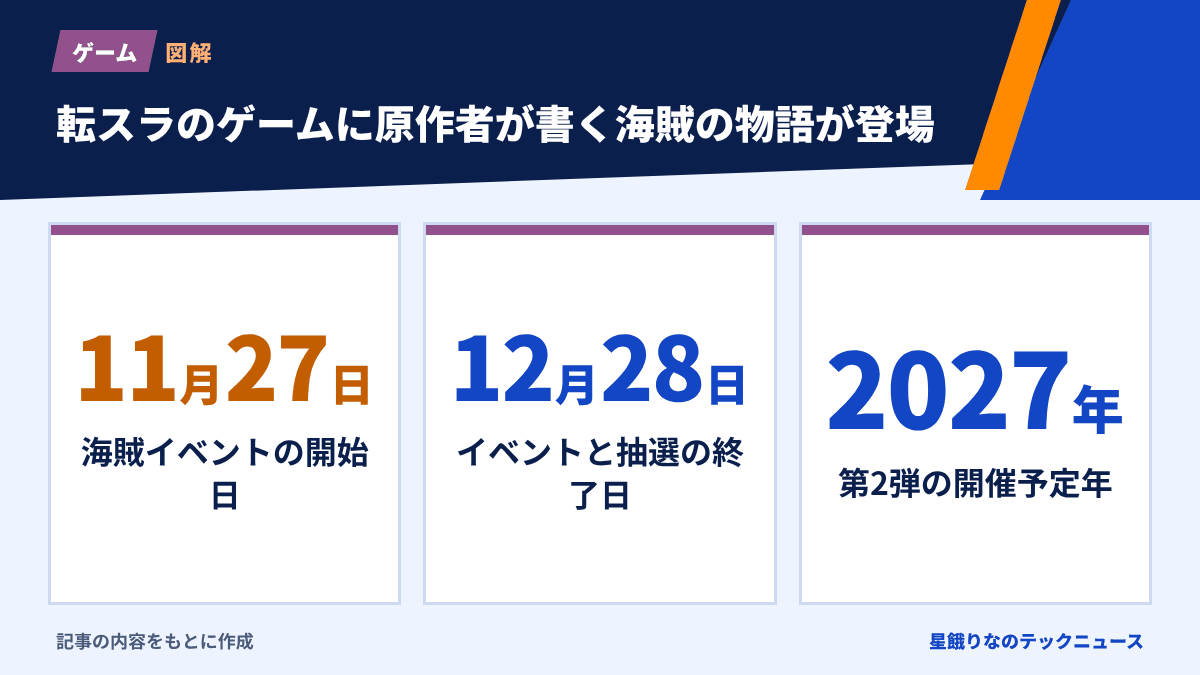 ゲーム 図解
転スラのゲームに原作者が書く海賊の物語が登場
11月27日
海賊イベントの開始
日
12月28日
イベントと抽選の終
了日
2027年
第2弾の開催予定年
記事の内容をもとに作成
星餓りなのテックニュース